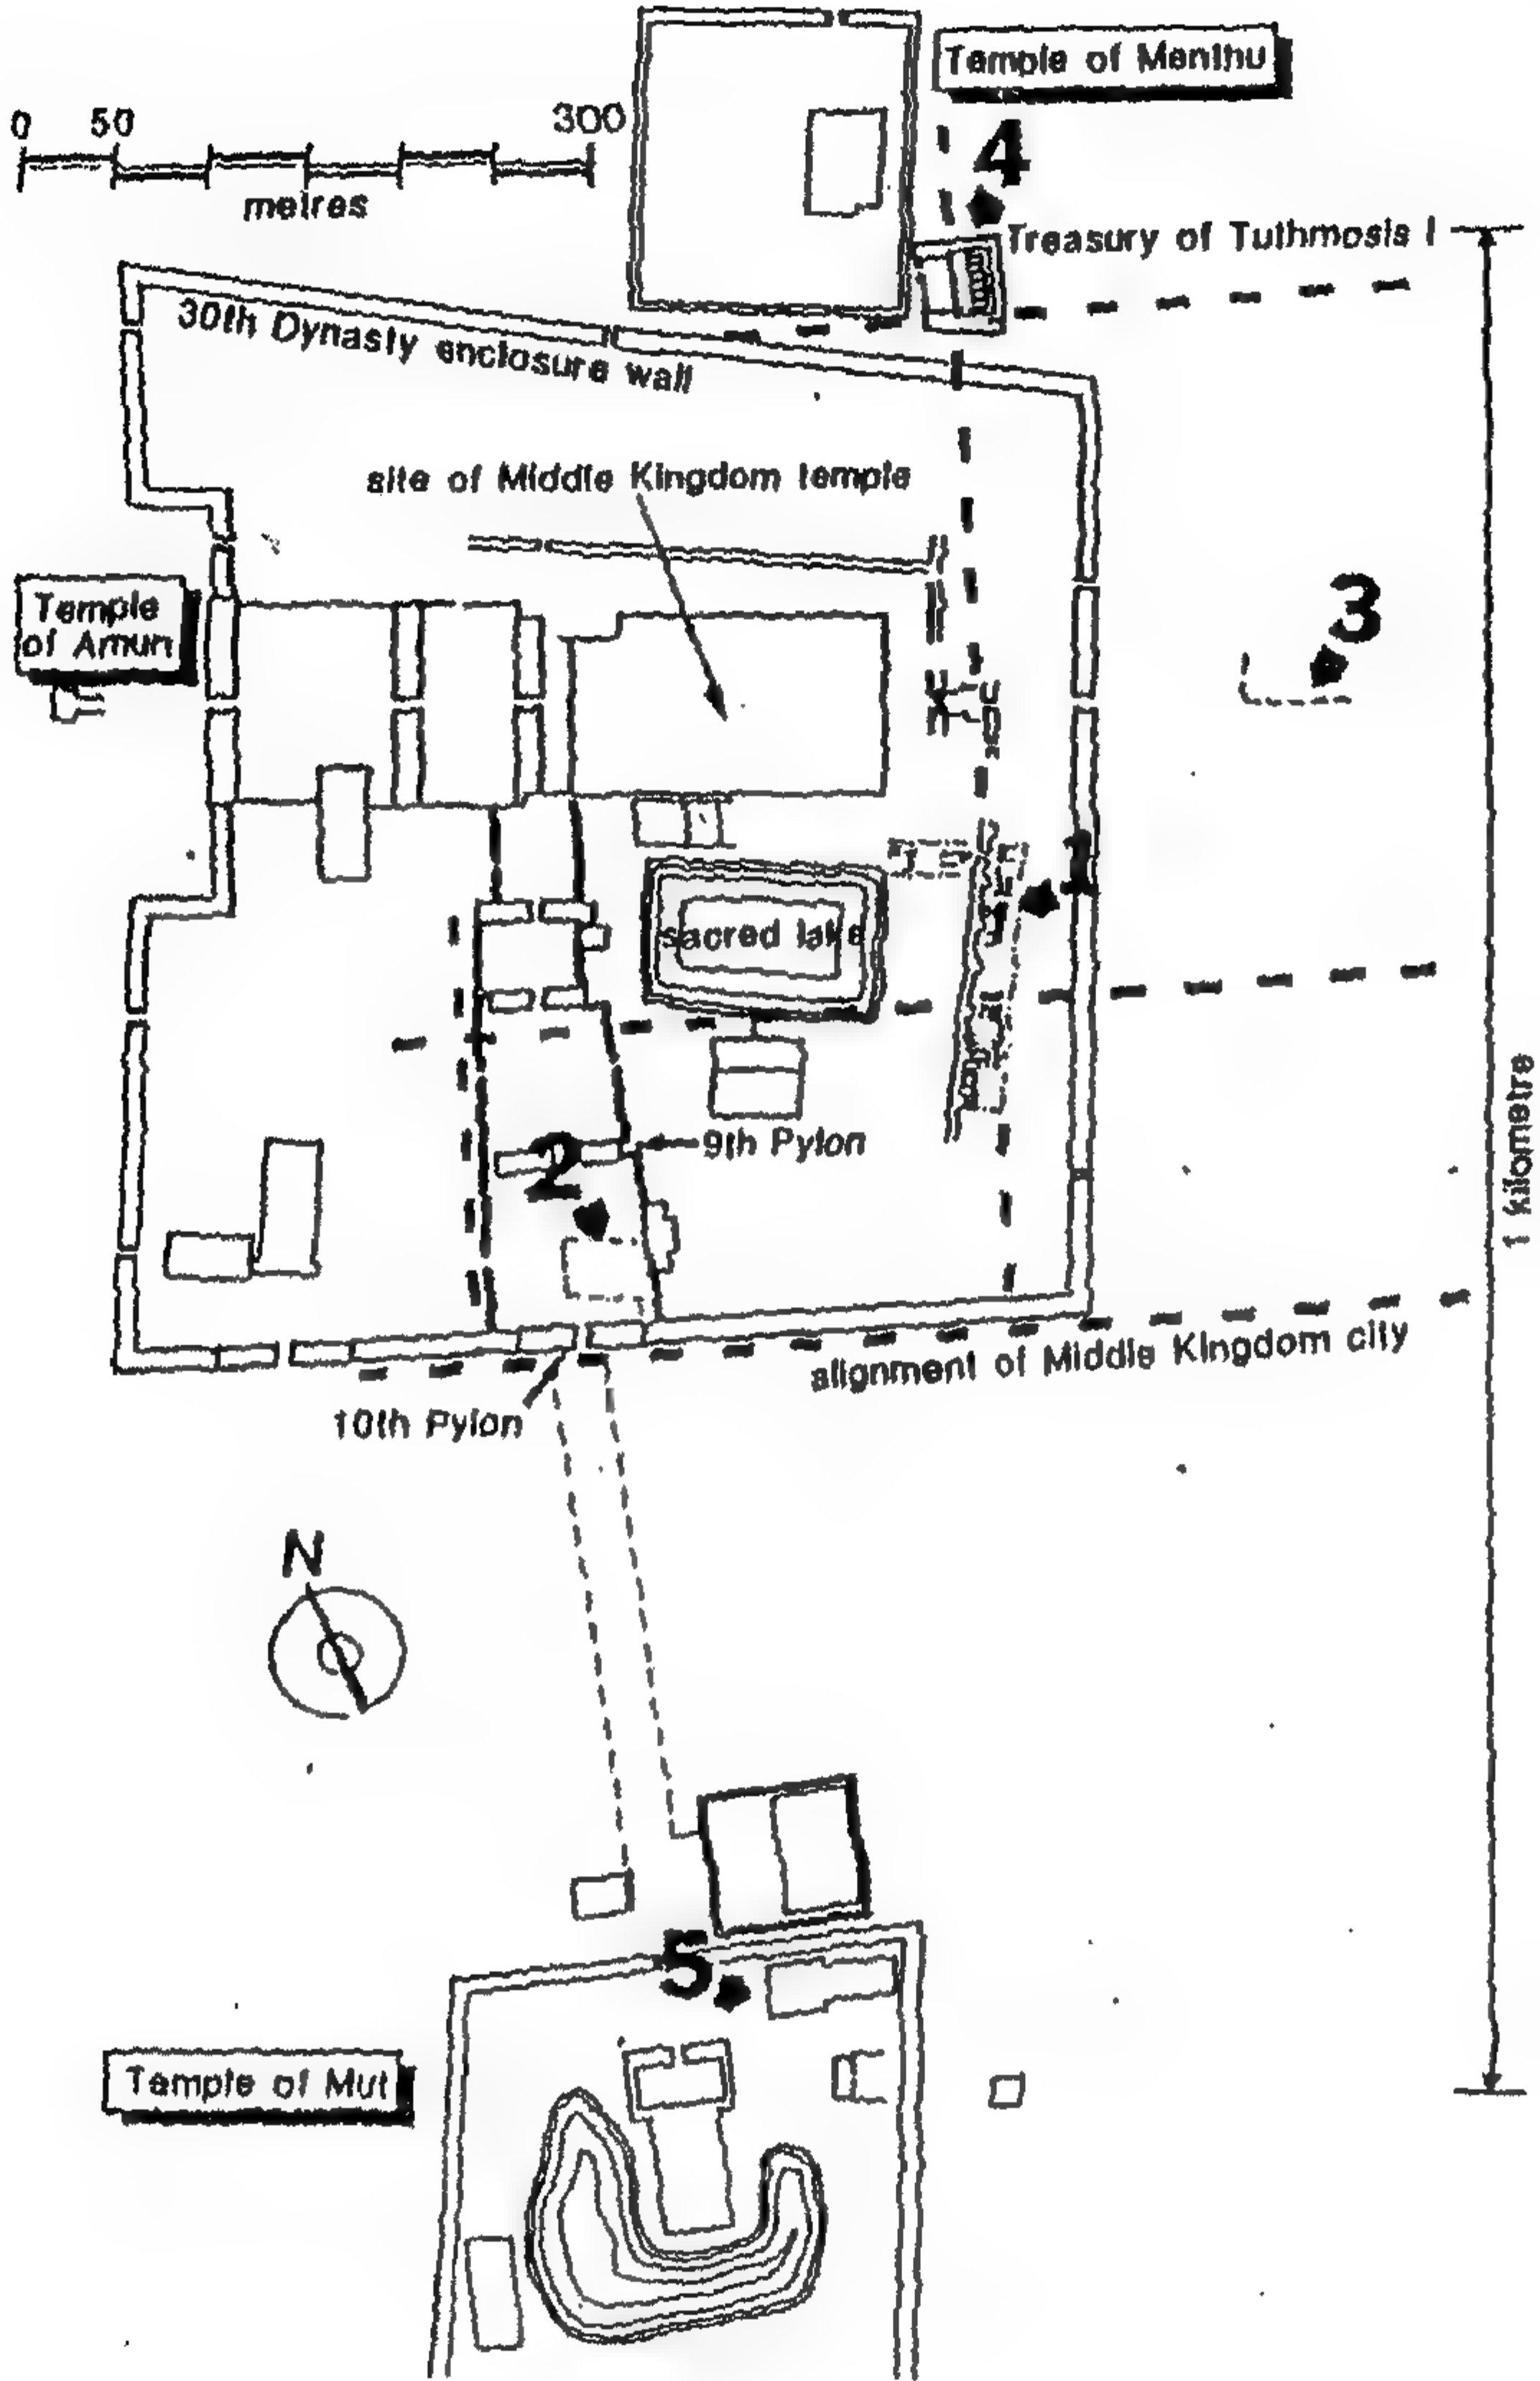 Temple of Menthu
0 50 300
metres
4
Treasury of Tuthmosis I
30th Dynasty enclosure wall
site of Middle Kingdom temple
3
Temple
of Amun
1
sacred lake
9th Pylon
2
1 kilometre
alignment of Middle Kingdom city
10th Pylon
N
5
Temple of Mut